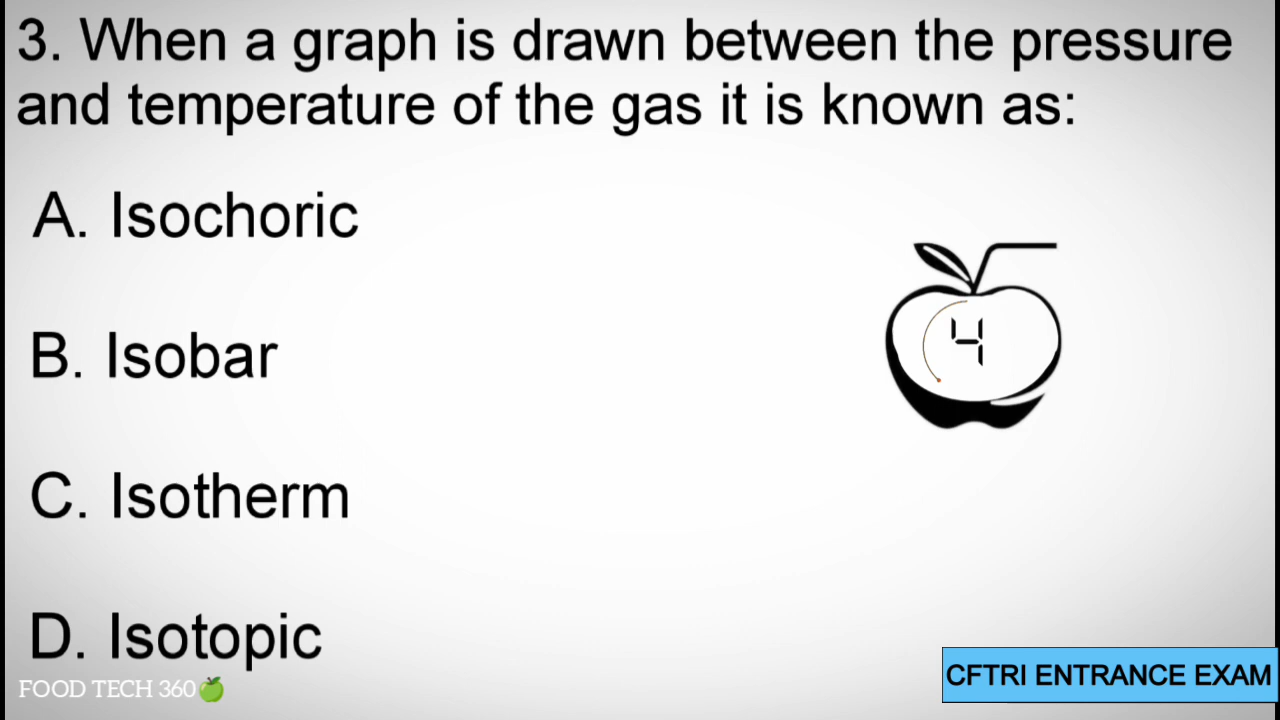 3. When a graph is drawn between the pressure
and temperature of the gas it is known as:
A. Isochoric
B. Isobar
4
C. Isotherm
D. Isotopic
FOOD TECH 360
CFTRI ENTRANCE EXAM